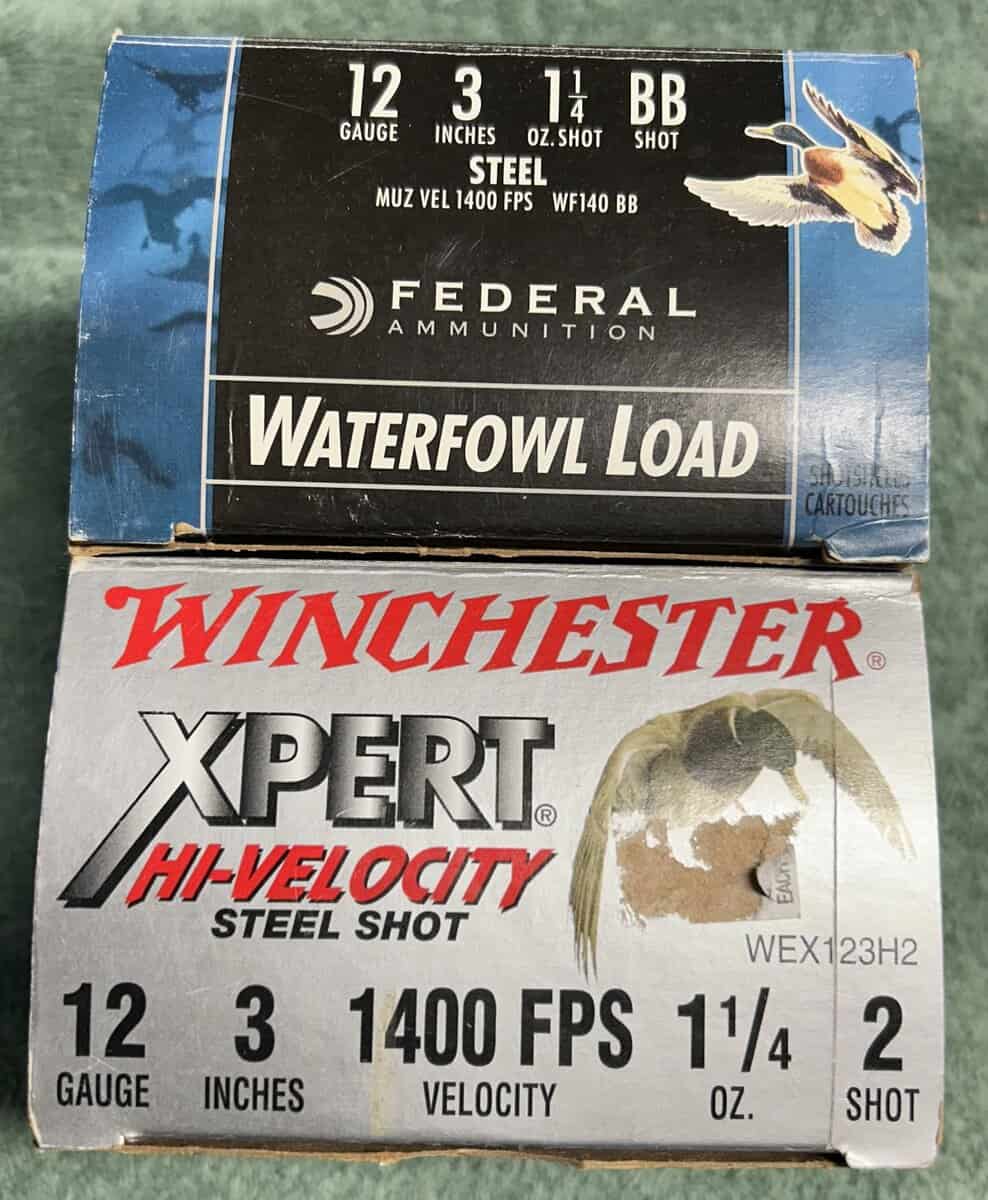 12 3 1 1/4 BB
GAUGE INCHES OZ. SHOT SHOT
STEEL
MUZ VEL 1400 FPS WF140 BB
FEDERAL
AMMUNITION
WATERFOWL LOAD
SHOTSHELLS
CARTOUCHES
WINCHESTER®
XPERT®
HI-VELOCITY
STEEL SHOT
EACH
WEX123H2
12 3 1400 FPS 1 1/4 2
GAUGE INCHES VELOCITY OZ. SHOT